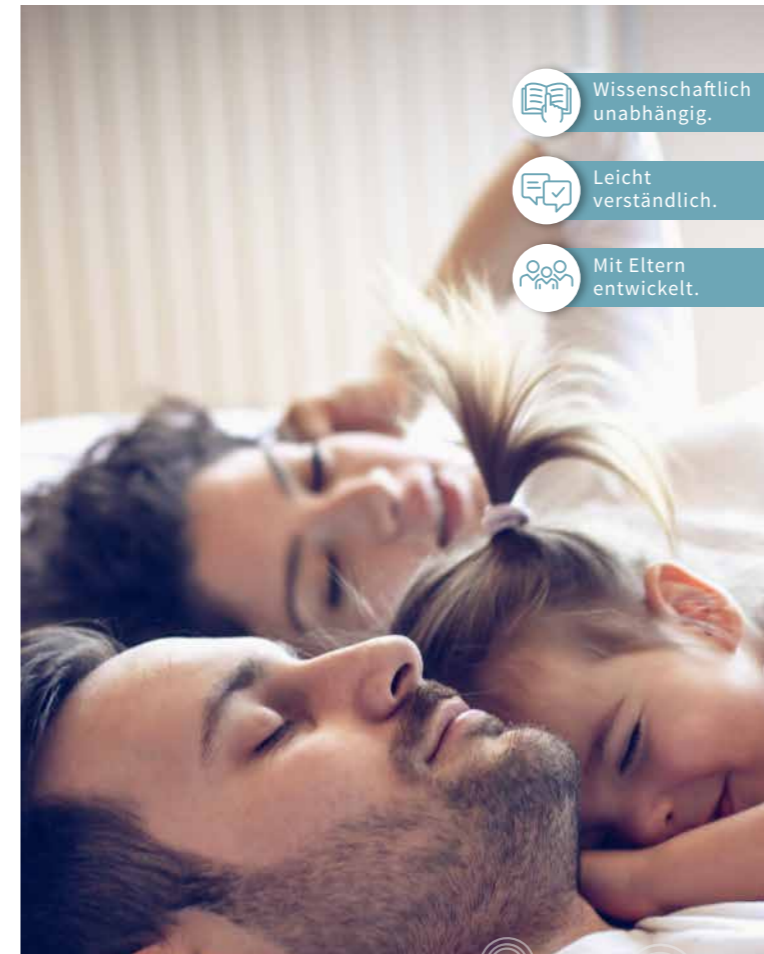 Wissenschaftlich
unabhängig.
Leicht
verständlich.
Mit Eltern
entwickelt.